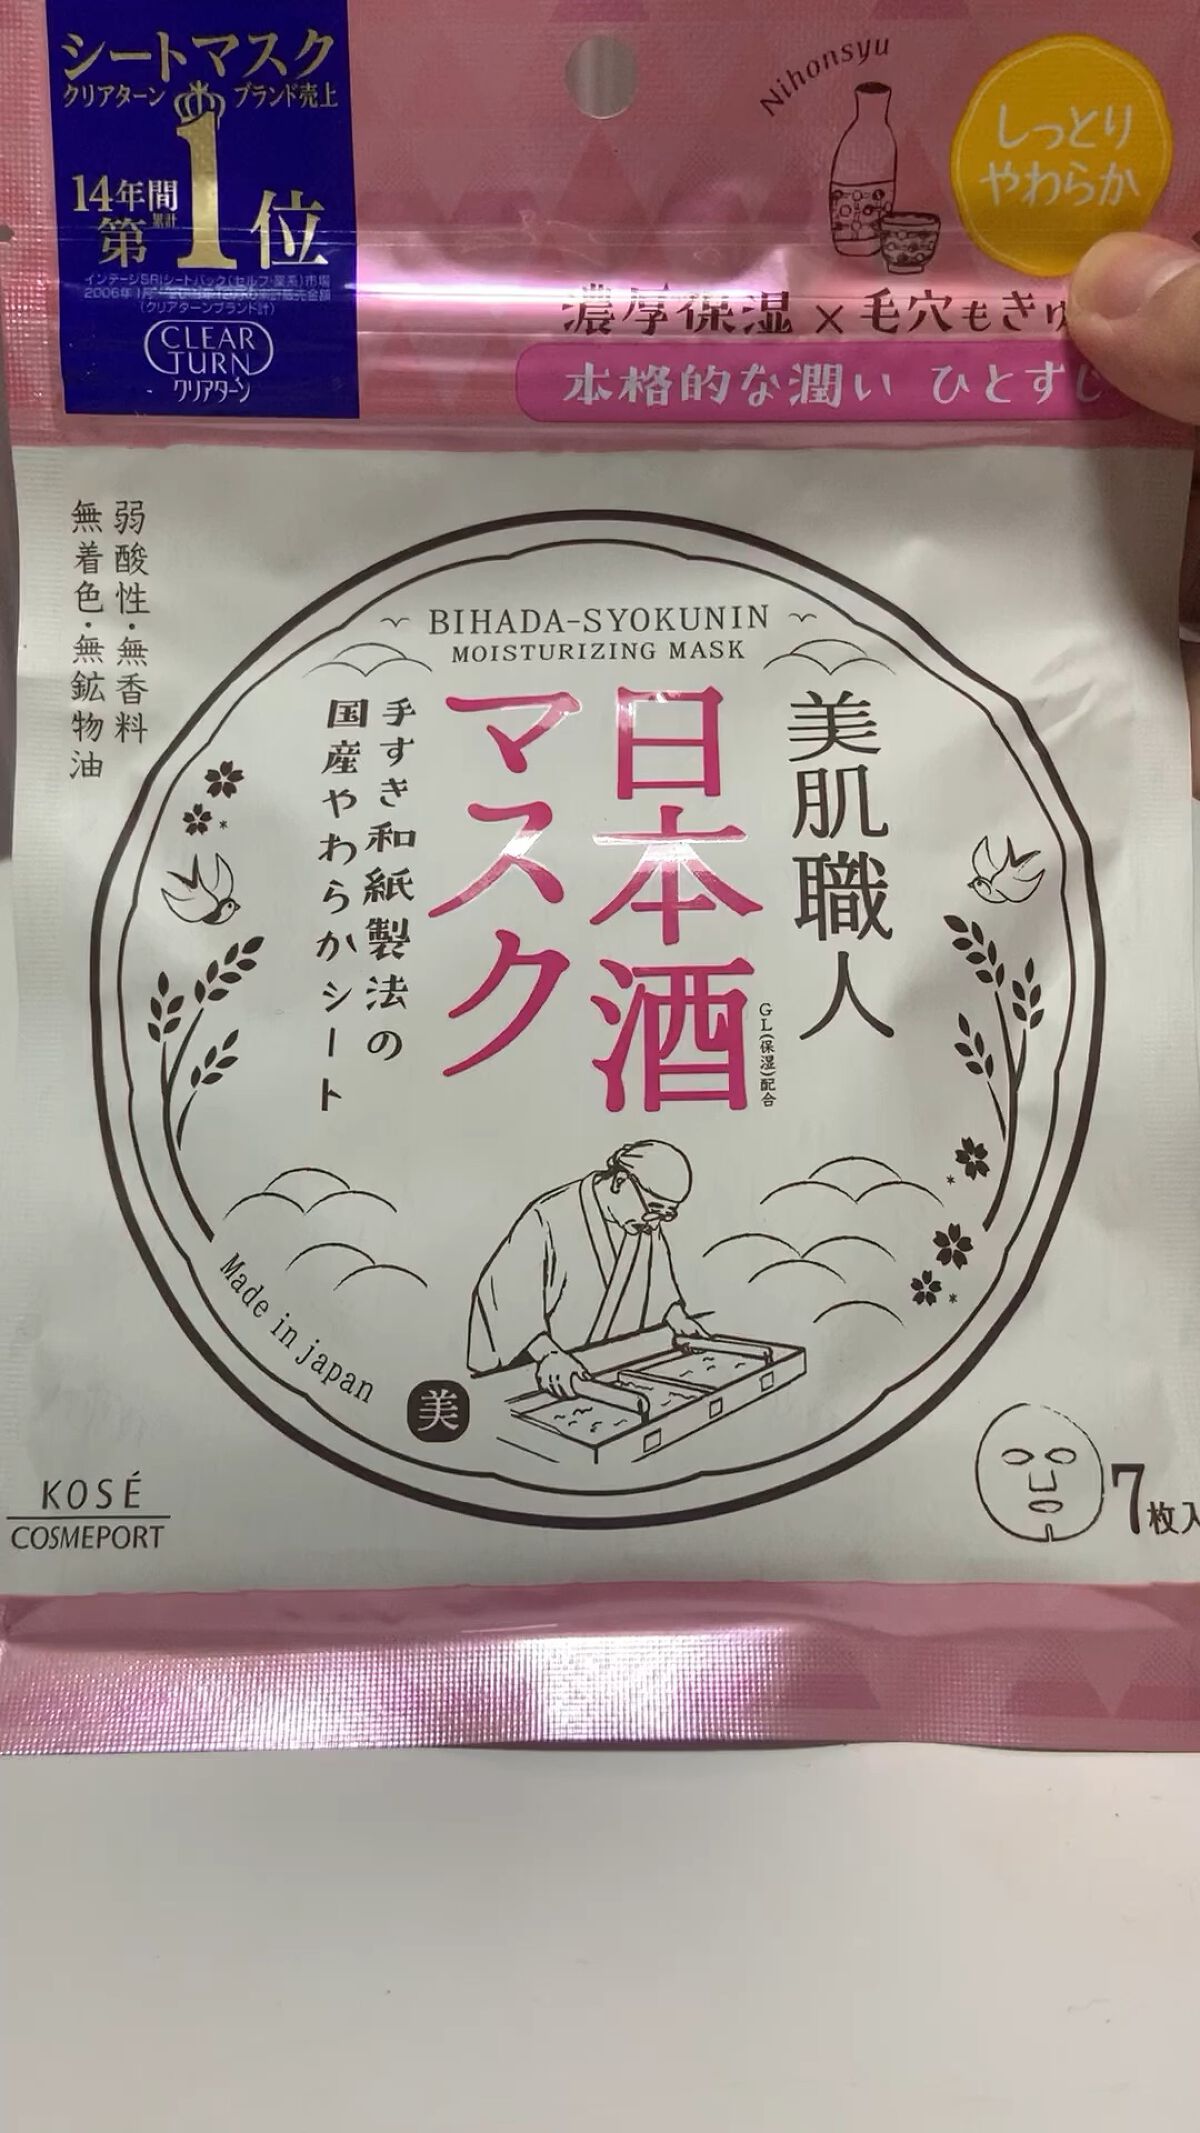 シートマスク
クリアターン ブランド売上
14年間
累計
第1位
インテージSRIシートパック(セルフ・薬系)市場
(クリアターンブランド計)
CLEAR
TURN
クリアターン
Nihonsyu
しっとり
やわらか
濃厚保湿×毛穴もきゅ
本格的な潤い ひとすじ
弱酸性・無香料
無着色・無鉱物油
BIHADA-SYOKUNIN
MOISTURIZING MASK
美肌職人
日本酒
GL(保湿)配合
マスク
手すき和紙製法の
国産やわらかシート
Made in japan
美
KOSÉ
COSMEPORT
7枚入